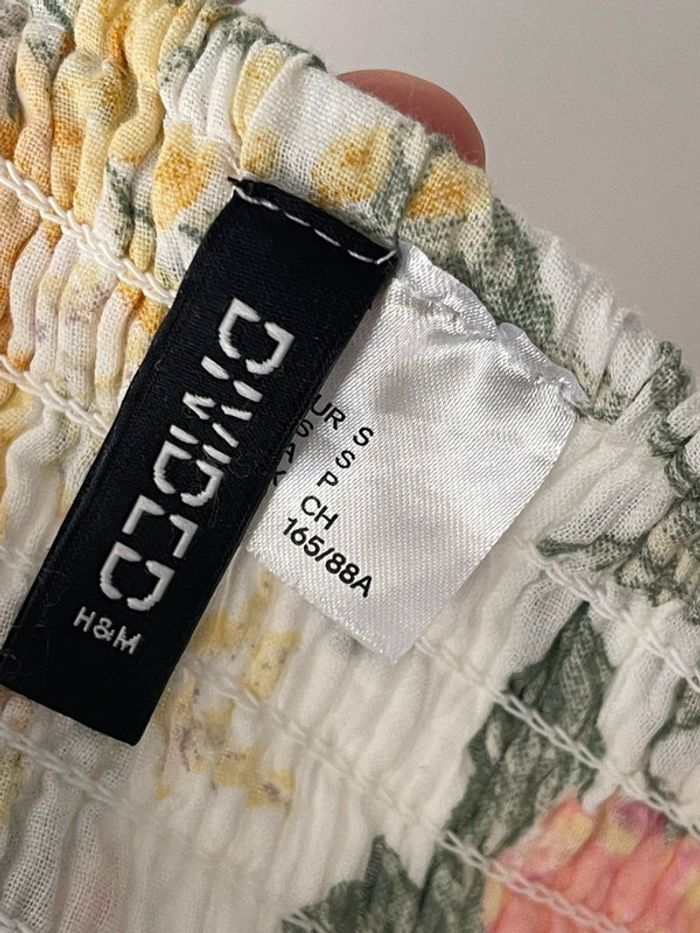 DIVIDED
H&M
UR S
S S
A P
K CH
165/88A